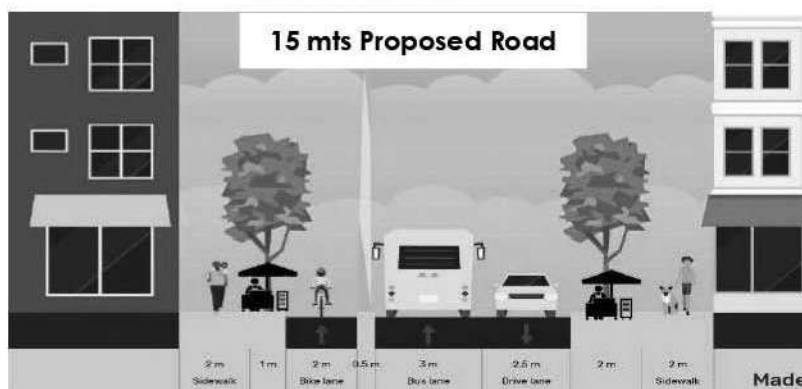 15 mts Proposed Road
2 m 1 m 2 m 0.5 m 3 m 2.5 m 2 m 2 m
Sidewalk Bike lane Bus lane Drive lane Sidewalk
Made